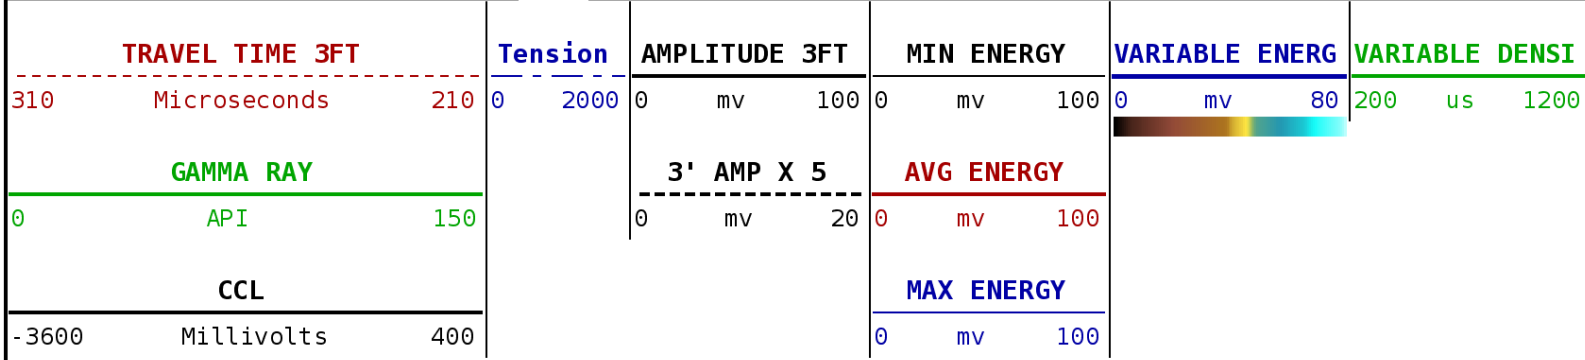 TRAVEL TIME 3FT
310 Microseconds 210
GAMMA RAY
0 API 150
CCL
-3600 Millivolts 400
Tension
0 2000
AMPLITUDE 3FT
0 mv 100
3' AMP X 5
0 mv 20
MIN ENERGY
0 mv 100
AVG ENERGY
0 mv 100
MAX ENERGY
0 mv 100
VARIABLE ENERG
0 mv 80
VARIABLE DENSI
200 us 1200